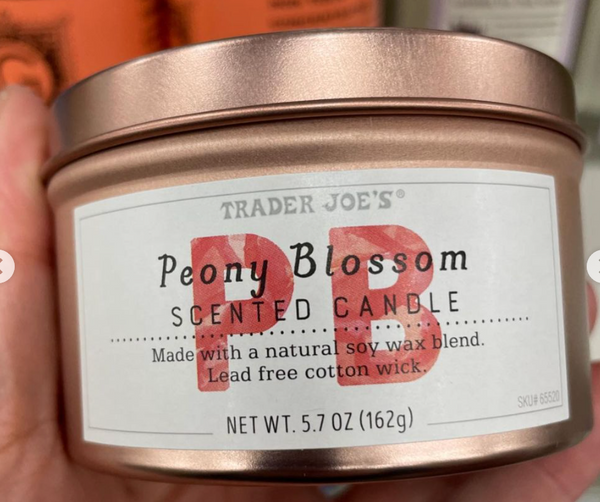 TRADER JOE'S®
PB
Peony Blossom
SCENTED CANDLE
Made with a natural soy wax blend.
Lead free cotton wick.
SKU# 65520
NET WT. 5.7 OZ (162g)